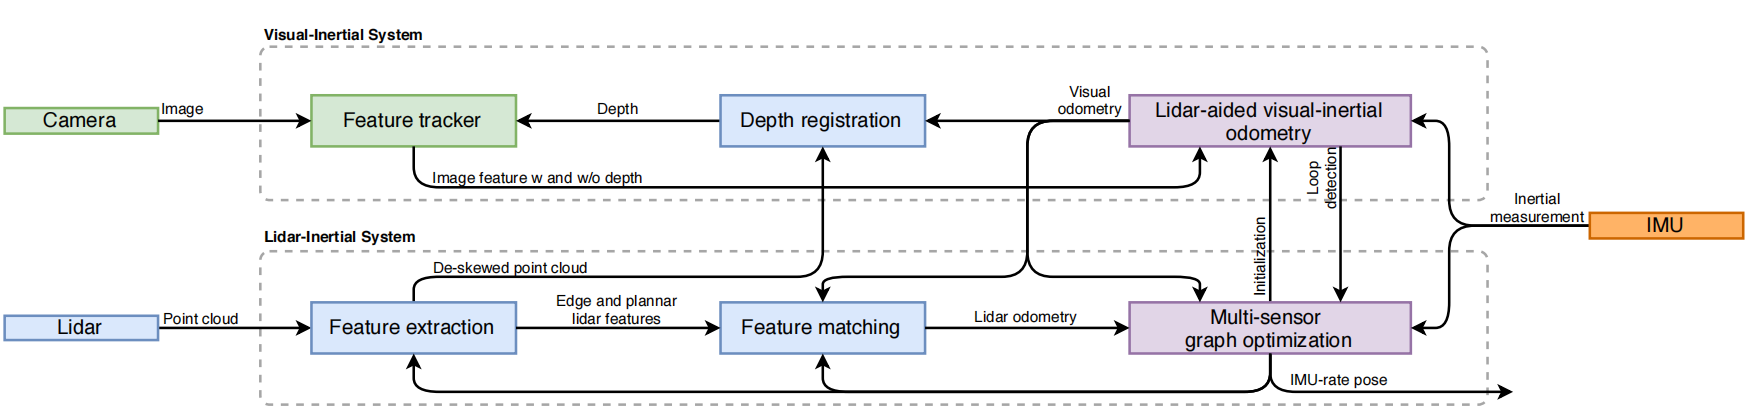 Visual-Inertial System
Camera
Image
Feature tracker
Depth
Depth registration
Visual
odometry
Lidar-aided visual-inertial
odometry
Image feature w and w/o depth
Loop
detection
Inertial
measurement
IMU
Initialization
Lidar-Inertial System
De-skewed point cloud
Lidar
Point cloud
Feature extraction
Edge and plannar
lidar features
Feature matching
Lidar odometry
Multi-sensor
graph optimization
IMU-rate pose